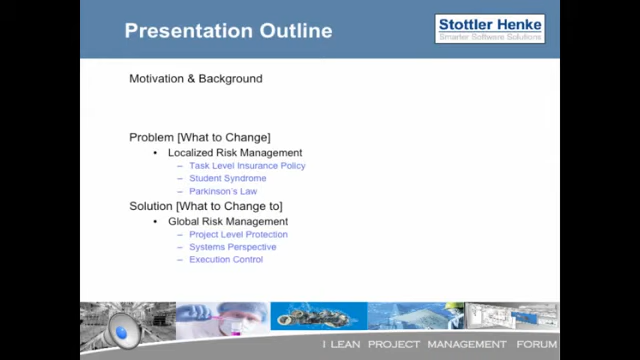 Presentation Outline
Stottler Henke
Smarter Software Solutions
Motivation & Background
Problem [What to Change]
• Localized Risk Management
– Task Level Insurance Policy
– Student Syndrome
– Parkinson's Law
Solution [What to Change to]
• Global Risk Management
– Project Level Protection
– Systems Perspective
– Execution Control
I LEAN PROJECT MANAGEMENT FORUM